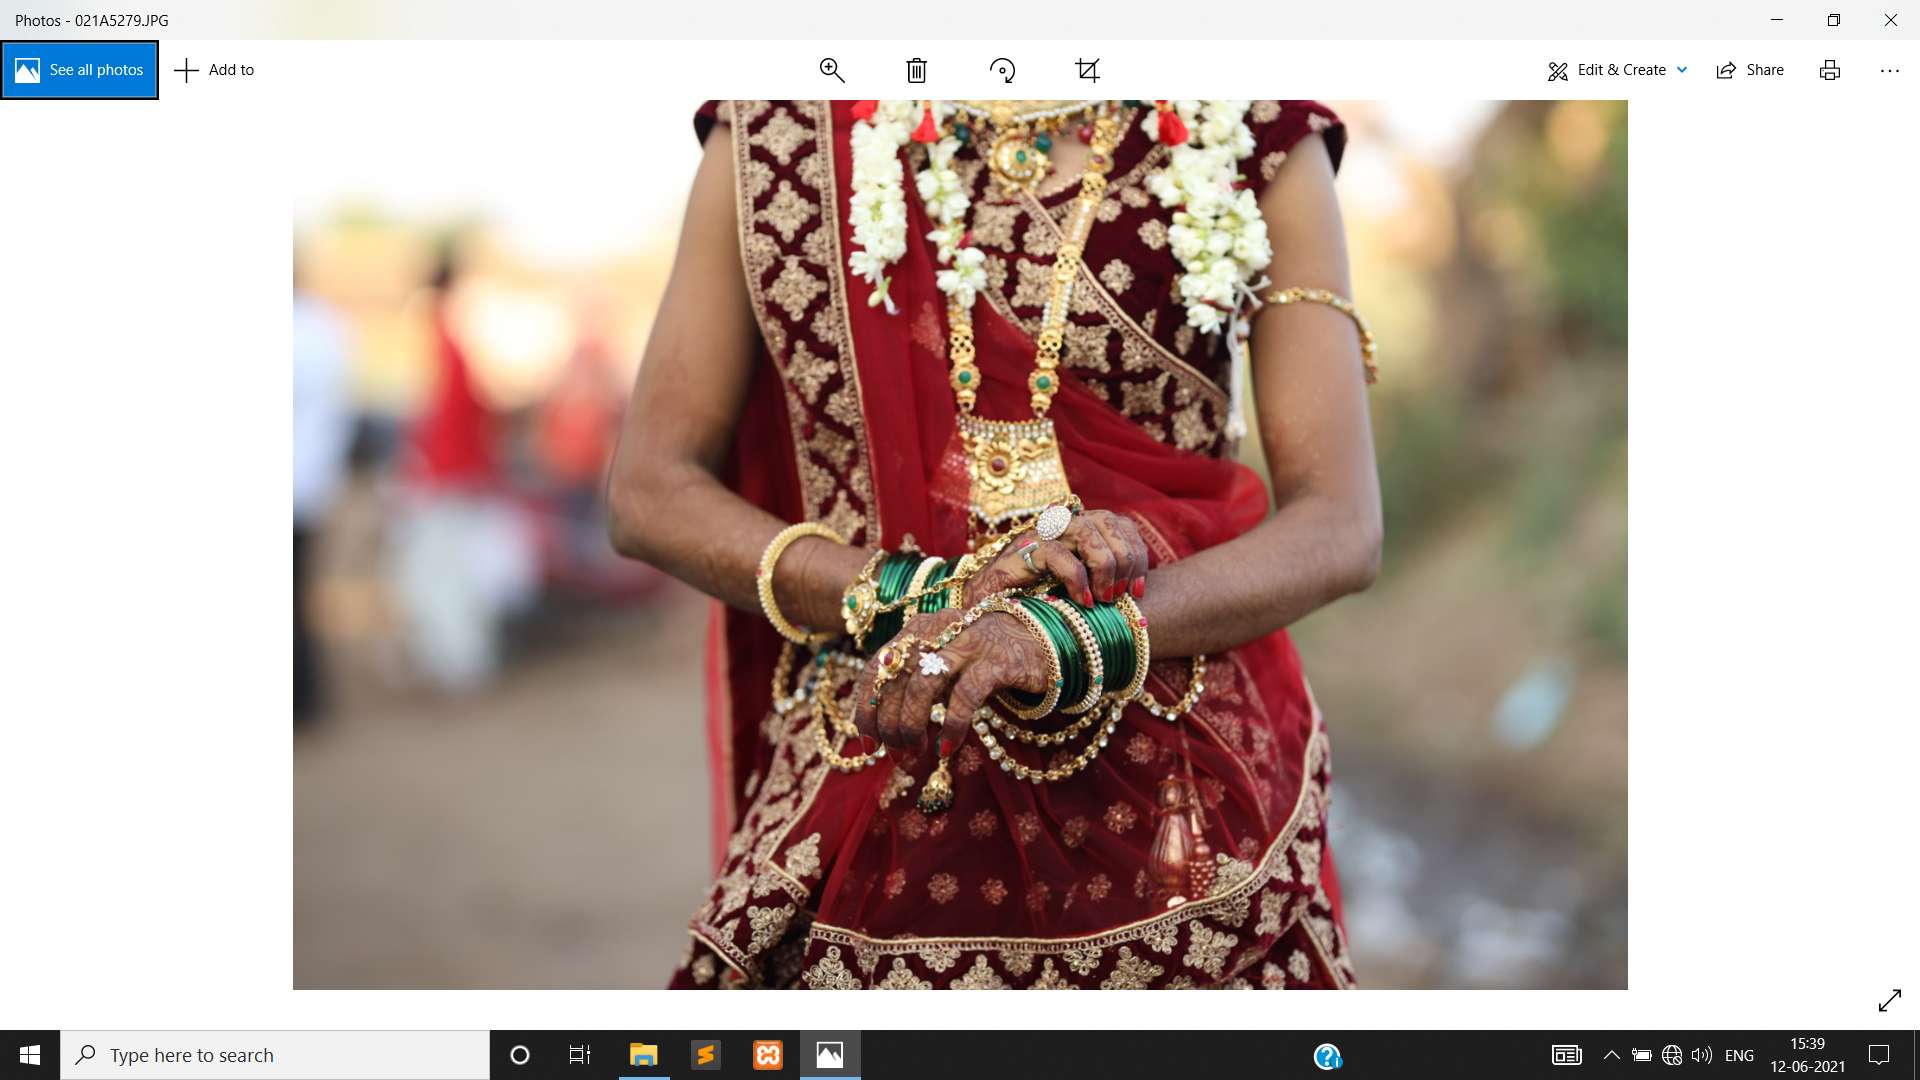 Photos - 021A5279.JPG
See all photos
Add to
Edit & Create
Share
Type here to search
ENG
15:39
12-06-2021